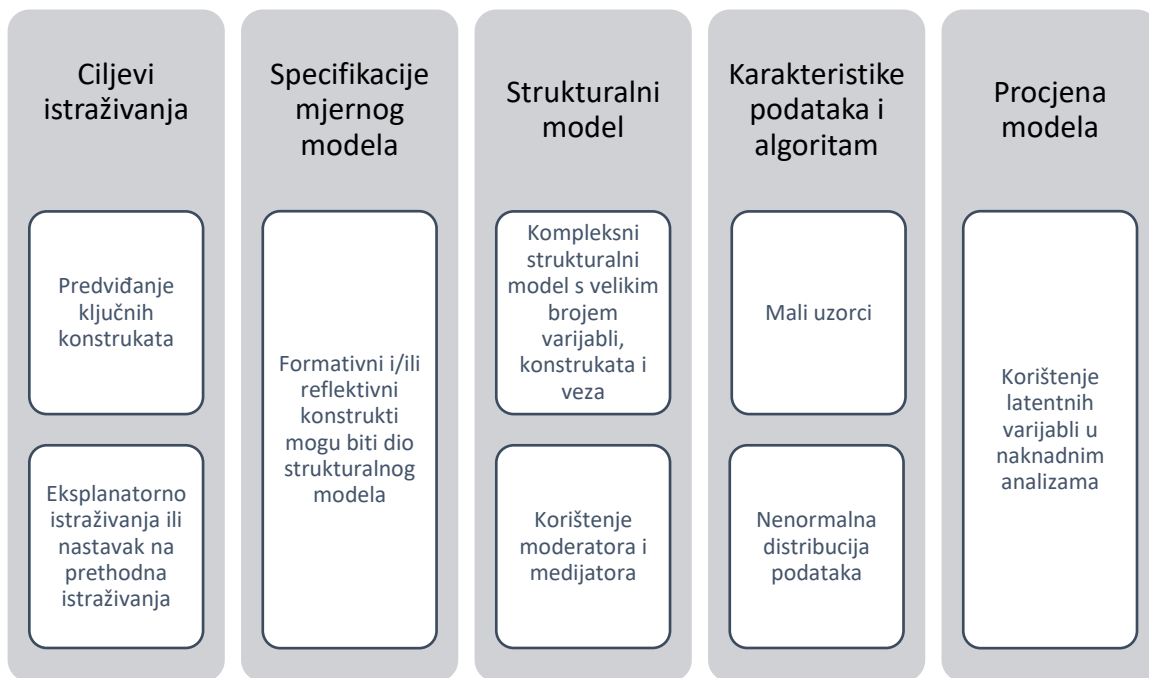 Ciljevi
istraživanja
Predviđanje
ključnih
konstrukata
Eksplanatorno
istraživanja ili
nastavak na
prethodna
istraživanja
Specifikacije
mjernog
modela
Formativni i/ili
reflektivni
konstrukti
mogu biti dio
strukturalnog
modela
Strukturalni
model
Kompleksni
strukturalni
model s velikim
brojem
varijabli,
konstrukata i
veza
Korištenje
moderatora i
medijatora
Karakteristike
podataka i
algoritam
Mali uzorci
Nenormalna
distribucija
podataka
Procjena
modela
Korištenje
latentnih
varijabli u
naknadnim
analizama